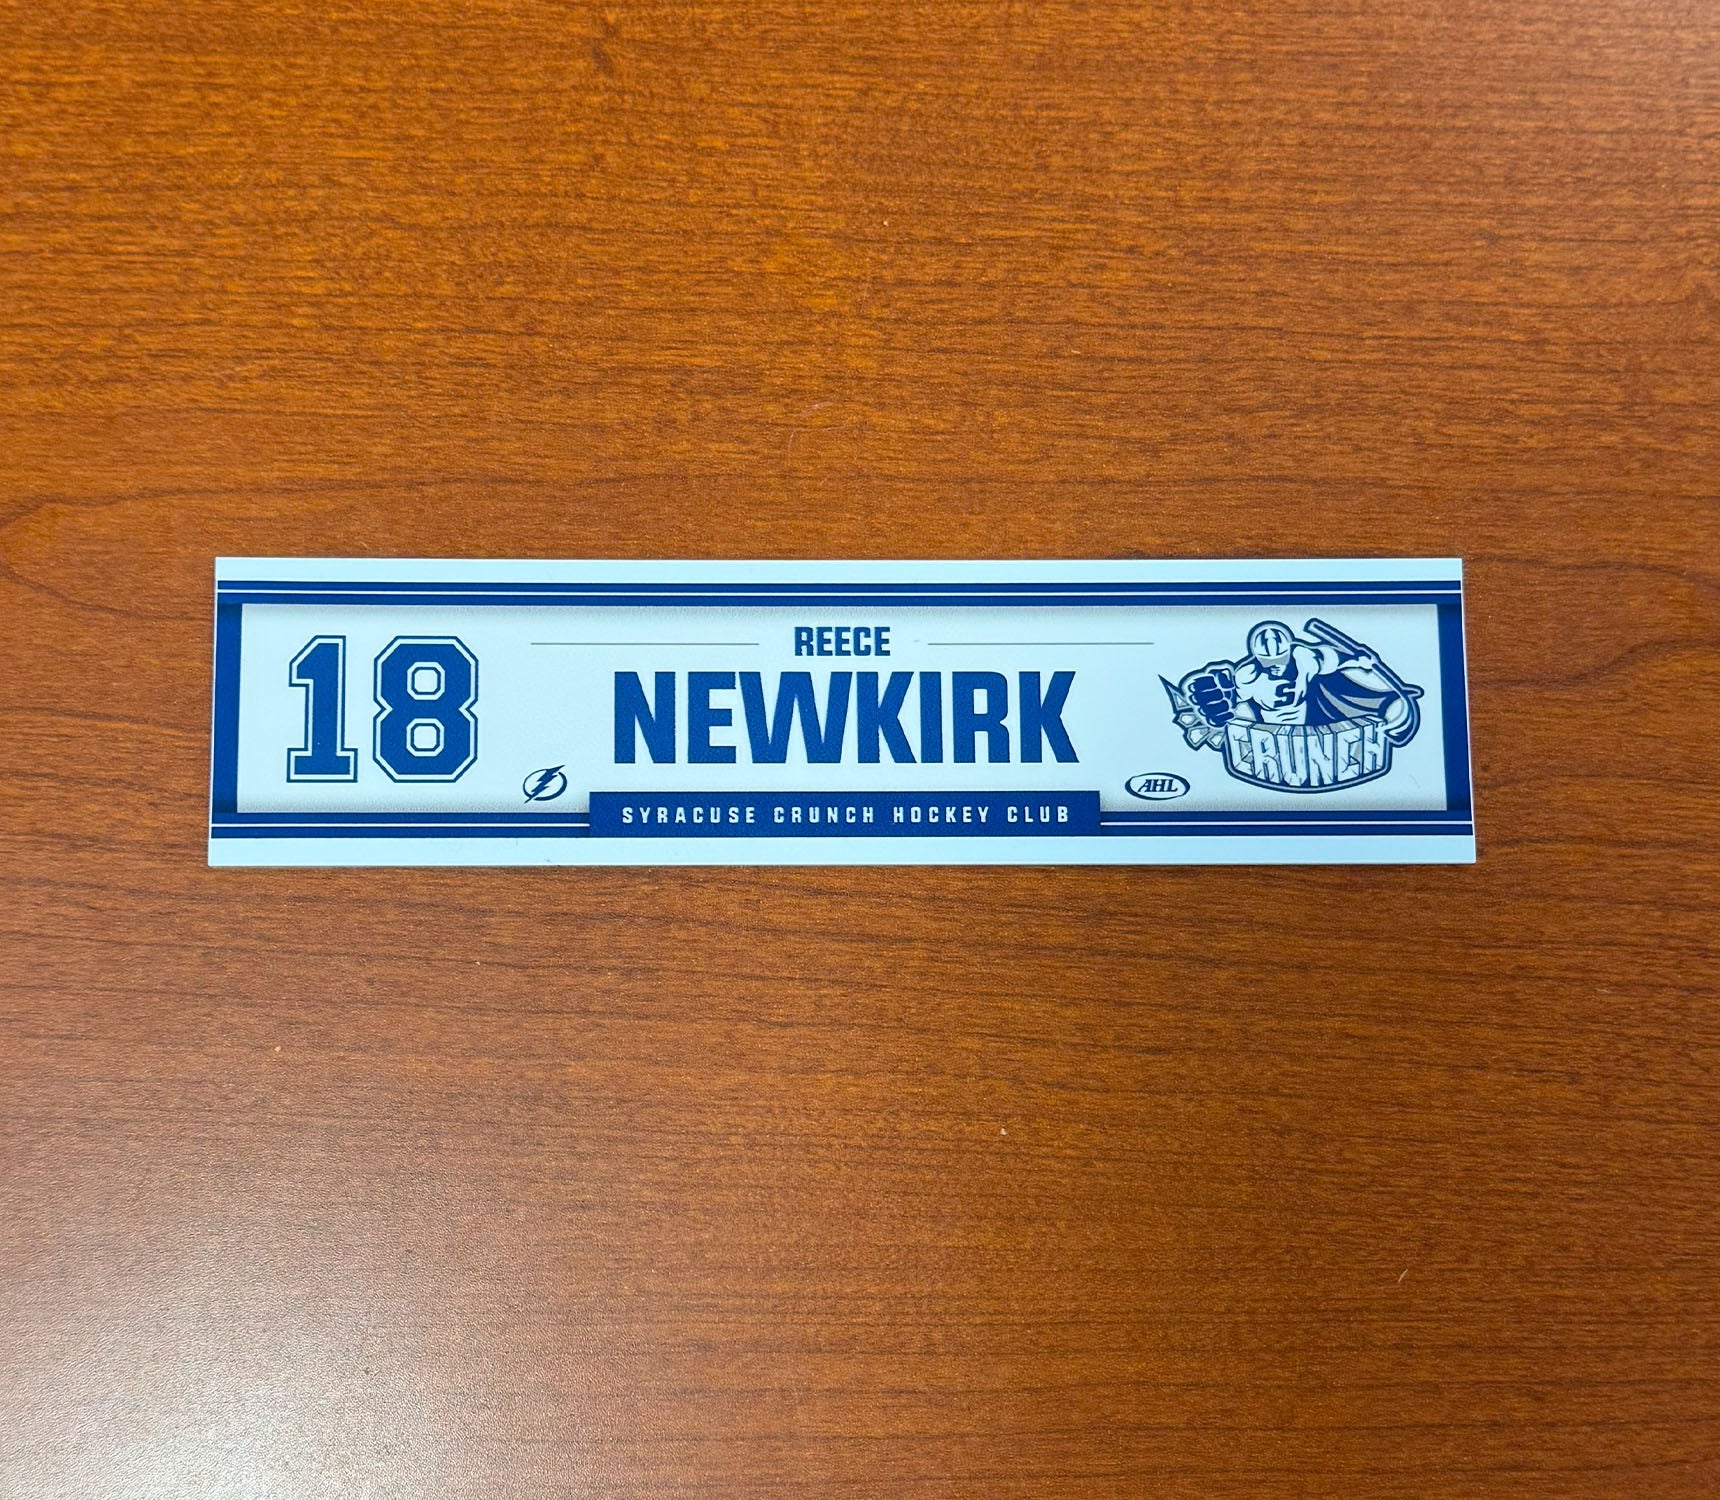 18
REECE
NEWKIRK
SYRACUSE CRUNCH HOCKEY CLUB
AHL
S
CRUNCH